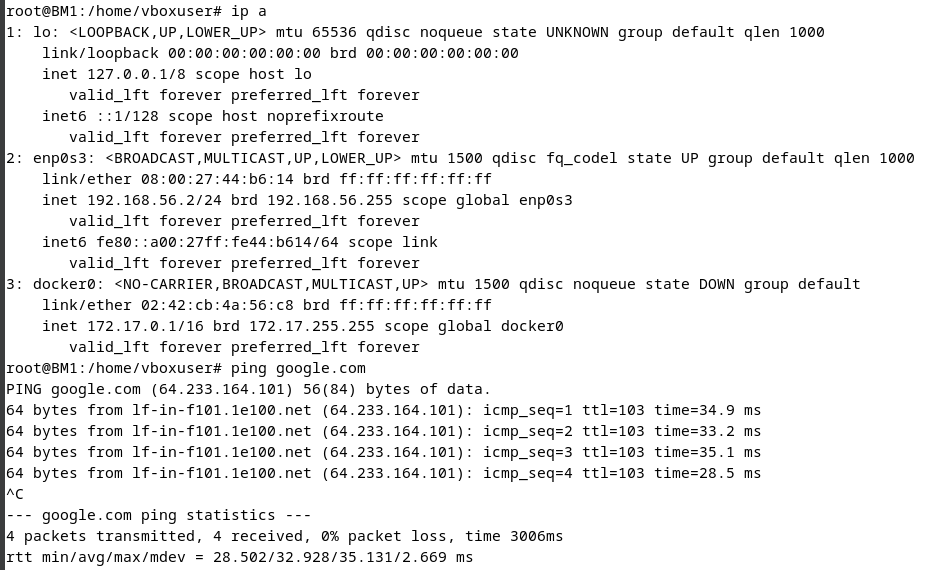 root@BM1:/home/vboxuser# ip a
1: lo: <LOOPBACK,UP,LOWER_UP> mtu 65536 qdisc noqueue state UNKNOWN group default qlen 1000
    link/loopback 00:00:00:00:00:00 brd 00:00:00:00:00:00
    inet 127.0.0.1/8 scope host lo
       valid_lft forever preferred_lft forever
    inet6 ::1/128 scope host noprefixroute
       valid_lft forever preferred_lft forever
2: enp0s3: <BROADCAST,MULTICAST,UP,LOWER_UP> mtu 1500 qdisc fq_codel state UP group default qlen 1000
    link/ether 08:00:27:44:b6:14 brd ff:ff:ff:ff:ff:ff
    inet 192.168.56.2/24 brd 192.168.56.255 scope global enp0s3
       valid_lft forever preferred_lft forever
    inet6 fe80::a00:27ff:fe44:b614/64 scope link
       valid_lft forever preferred_lft forever
3: docker0: <NO-CARRIER,BROADCAST,MULTICAST,UP> mtu 1500 qdisc noqueue state DOWN group default
    link/ether 02:42:cb:4a:56:c8 brd ff:ff:ff:ff:ff:ff
    inet 172.17.0.1/16 brd 172.17.255.255 scope global docker0
       valid_lft forever preferred_lft forever
root@BM1:/home/vboxuser# ping google.com
PING google.com (64.233.164.101) 56(84) bytes of data.
64 bytes from lf-in-f101.1e100.net (64.233.164.101): icmp_seq=1 ttl=103 time=34.9 ms
64 bytes from lf-in-f101.1e100.net (64.233.164.101): icmp_seq=2 ttl=103 time=33.2 ms
64 bytes from lf-in-f101.1e100.net (64.233.164.101): icmp_seq=3 ttl=103 time=35.1 ms
64 bytes from lf-in-f101.1e100.net (64.233.164.101): icmp_seq=4 ttl=103 time=28.5 ms
^C
--- google.com ping statistics ---
4 packets transmitted, 4 received, 0% packet loss, time 3006ms
rtt min/avg/max/mdev = 28.502/32.928/35.131/2.669 ms